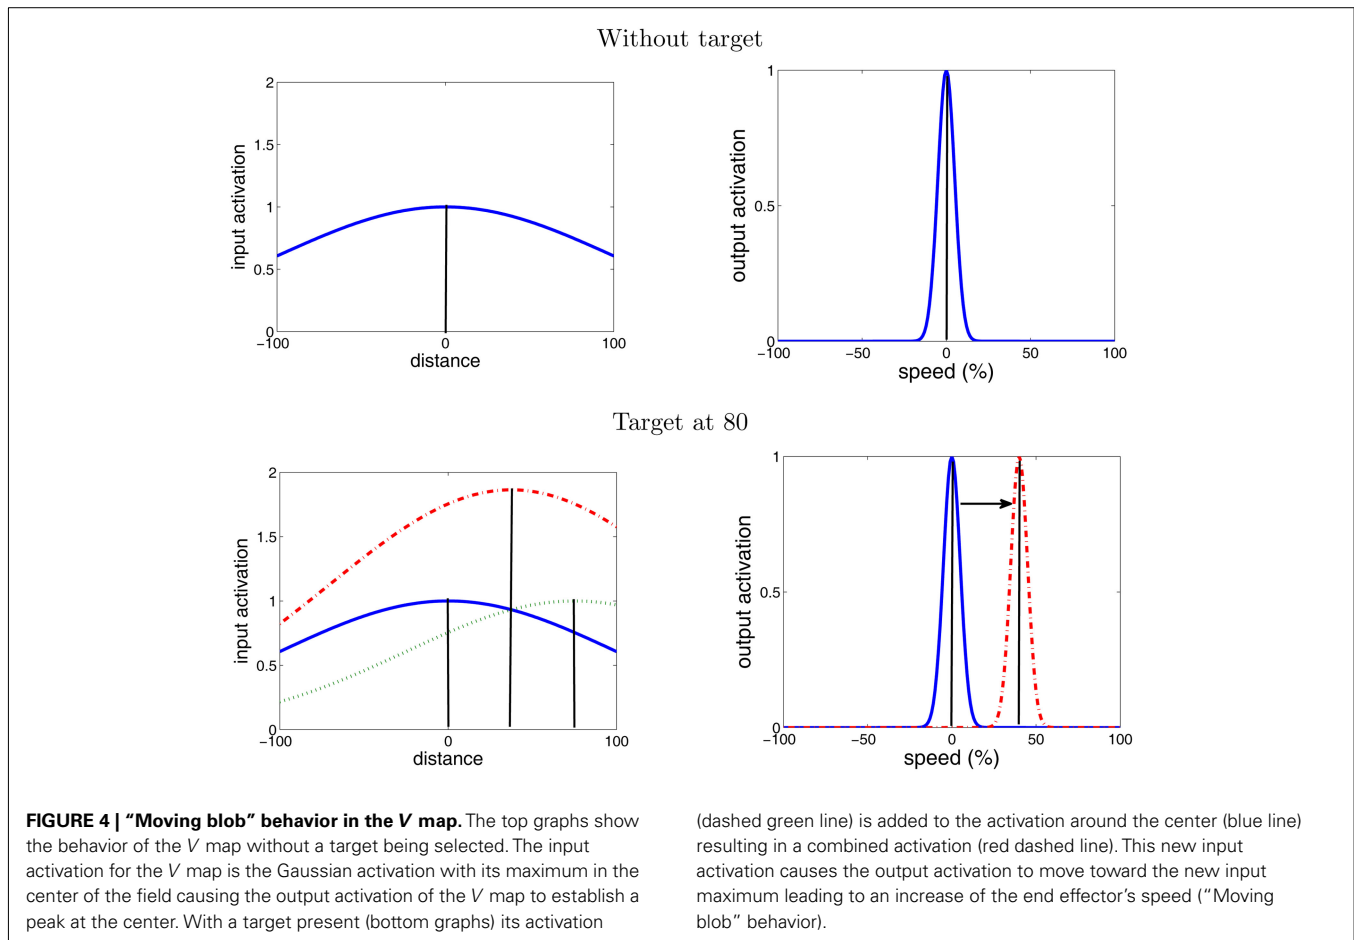 Without target
2
1.5
1
0.5
0
−100
0
100
input activation
distance
1
0.5
0
−100
−50
0
50
100
output activation
speed (%)
Target at 80
2
1.5
1
0.5
0
−100
0
100
input activation
distance
1
0.5
0
−100
−50
0
50
100
output activation
speed (%)
FIGURE 4 | “Moving blob” behavior in the V map. The top graphs show
the behavior of the V map without a target being selected. The input
activation for the V map is the Gaussian activation with its maximum in the
center of the field causing the output activation of the V map to establish a
peak at the center. With a target present (bottom graphs) its activation
(dashed green line) is added to the activation around the center (blue line)
resulting in a combined activation (red dashed line). This new input
activation causes the output activation to move toward the new input
maximum leading to an increase of the end effector’s speed (“Moving
blob” behavior).